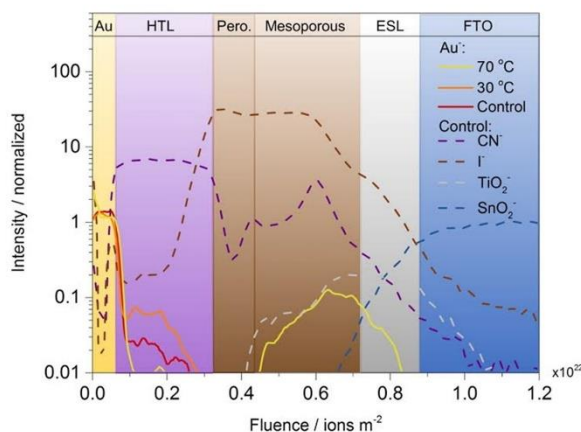 Au HTL Pero. Mesoporous ESL FTO
Au⁻:
70 °C
30 °C
Control
Control:
CN⁻
I⁻
TiO₂⁻
SnO₂⁻
Intensity / normalized
100
10
1
0.1
0.01
0.0 0.2 0.4 0.6 0.8 1.0 1.2
x10²²
Fluence / ions m⁻²